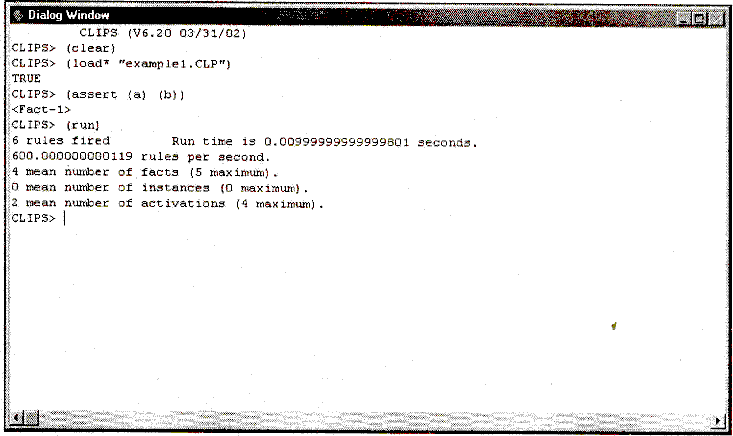 Dialog Window
CLIPS (V6.20 03/31/02)
CLIPS> (clear)
CLIPS> (load* "example1.CLP")
TRUE
CLIPS> (assert (a) (b))
<Fact-1>
CLIPS> (run)
6 rules fired Run time is 0.00999999999999801 seconds.
600.000000000119 rules per second.
4 mean number of facts (5 maximum).
0 mean number of instances (0 maximum).
2 mean number of activations (4 maximum).
CLIPS>